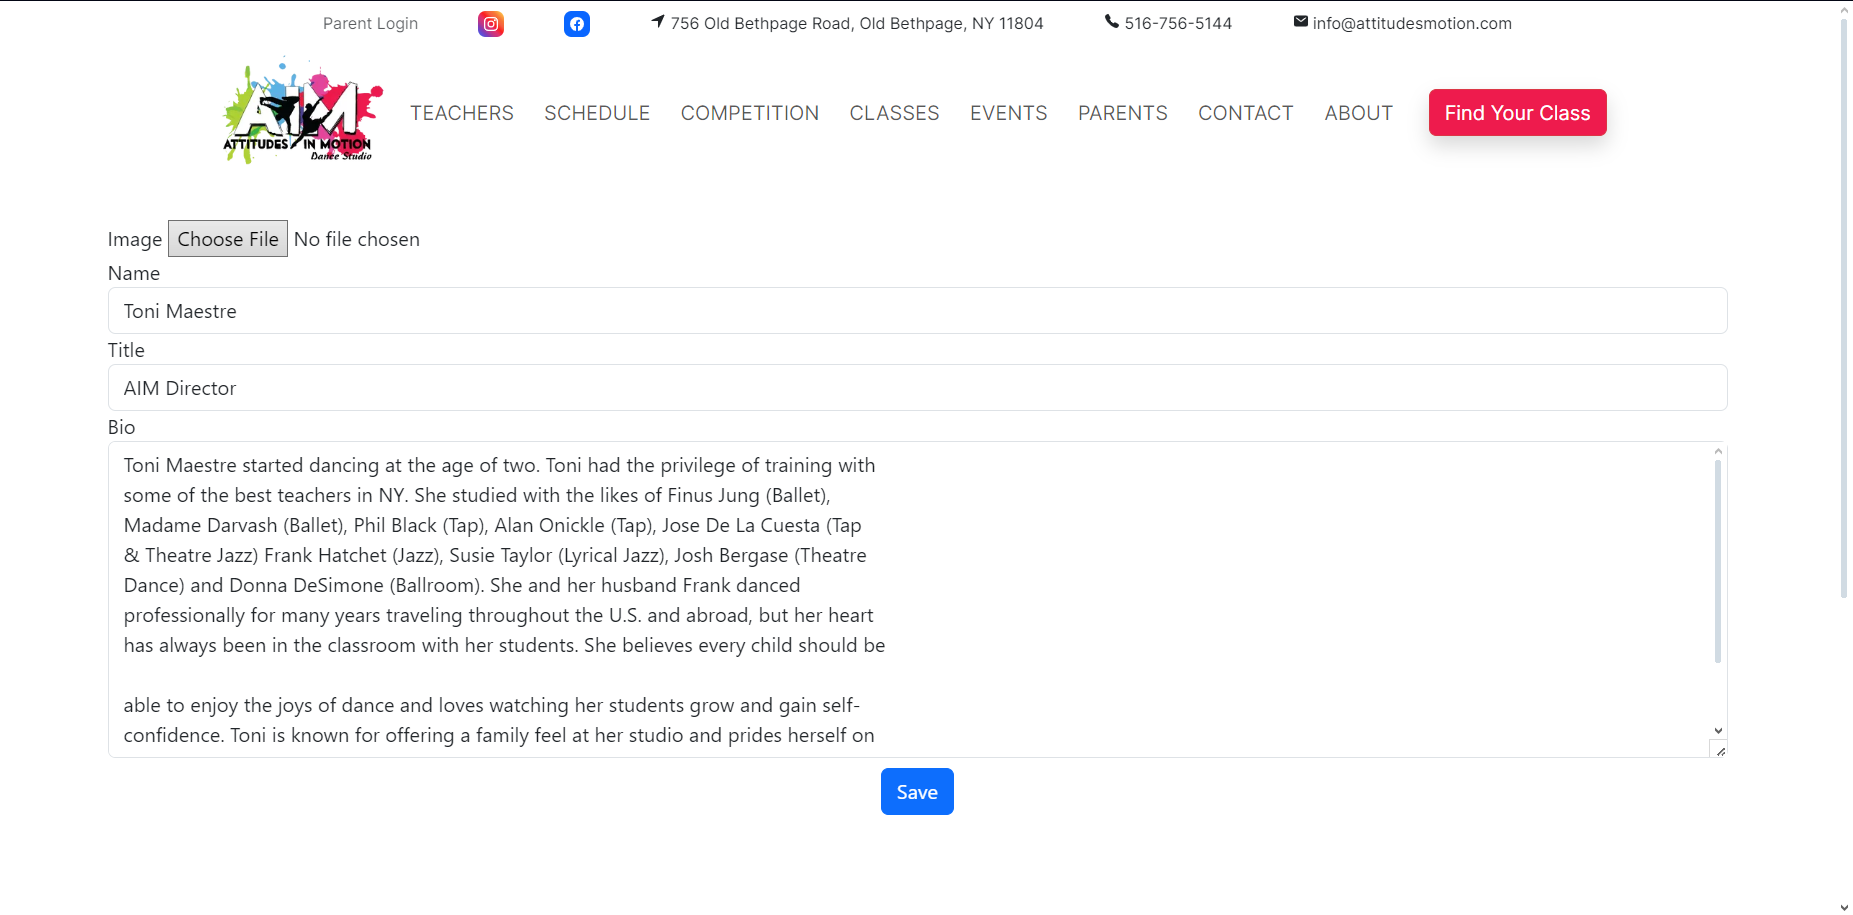 Parent Login
756 Old Bethpage Road, Old Bethpage, NY 11804
516-756-5144
info@attitudesmotion.com
AIM
ATTITUDES IN MOTION
Dance Studio
TEACHERS
SCHEDULE
COMPETITION
CLASSES
EVENTS
PARENTS
CONTACT
ABOUT
Find Your Class
Image Choose File No file chosen
Name
Toni Maestre
Title
AIM Director
Bio
Toni Maestre started dancing at the age of two. Toni had the privilege of training with
some of the best teachers in NY. She studied with the likes of Finus Jung (Ballet),
Madame Darvash (Ballet), Phil Black (Tap), Alan Onickle (Tap), Jose De La Cuesta (Tap
& Theatre Jazz) Frank Hatchet (Jazz), Susie Taylor (Lyrical Jazz), Josh Bergase (Theatre
Dance) and Donna DeSimone (Ballroom). She and her husband Frank danced
professionally for many years traveling throughout the U.S. and abroad, but her heart
has always been in the classroom with her students. She believes every child should be
able to enjoy the joys of dance and loves watching her students grow and gain self-
confidence. Toni is known for offering a family feel at her studio and prides herself on
Save